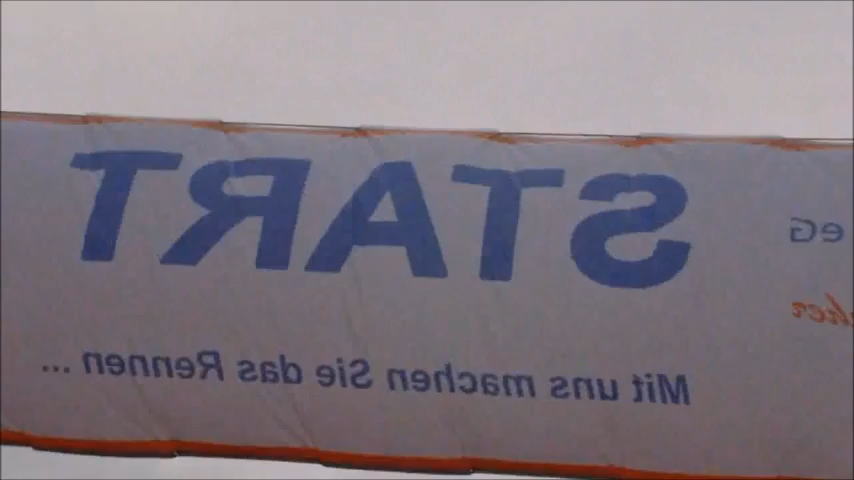 START
Mit uns machen Sie das Rennen ...
eG